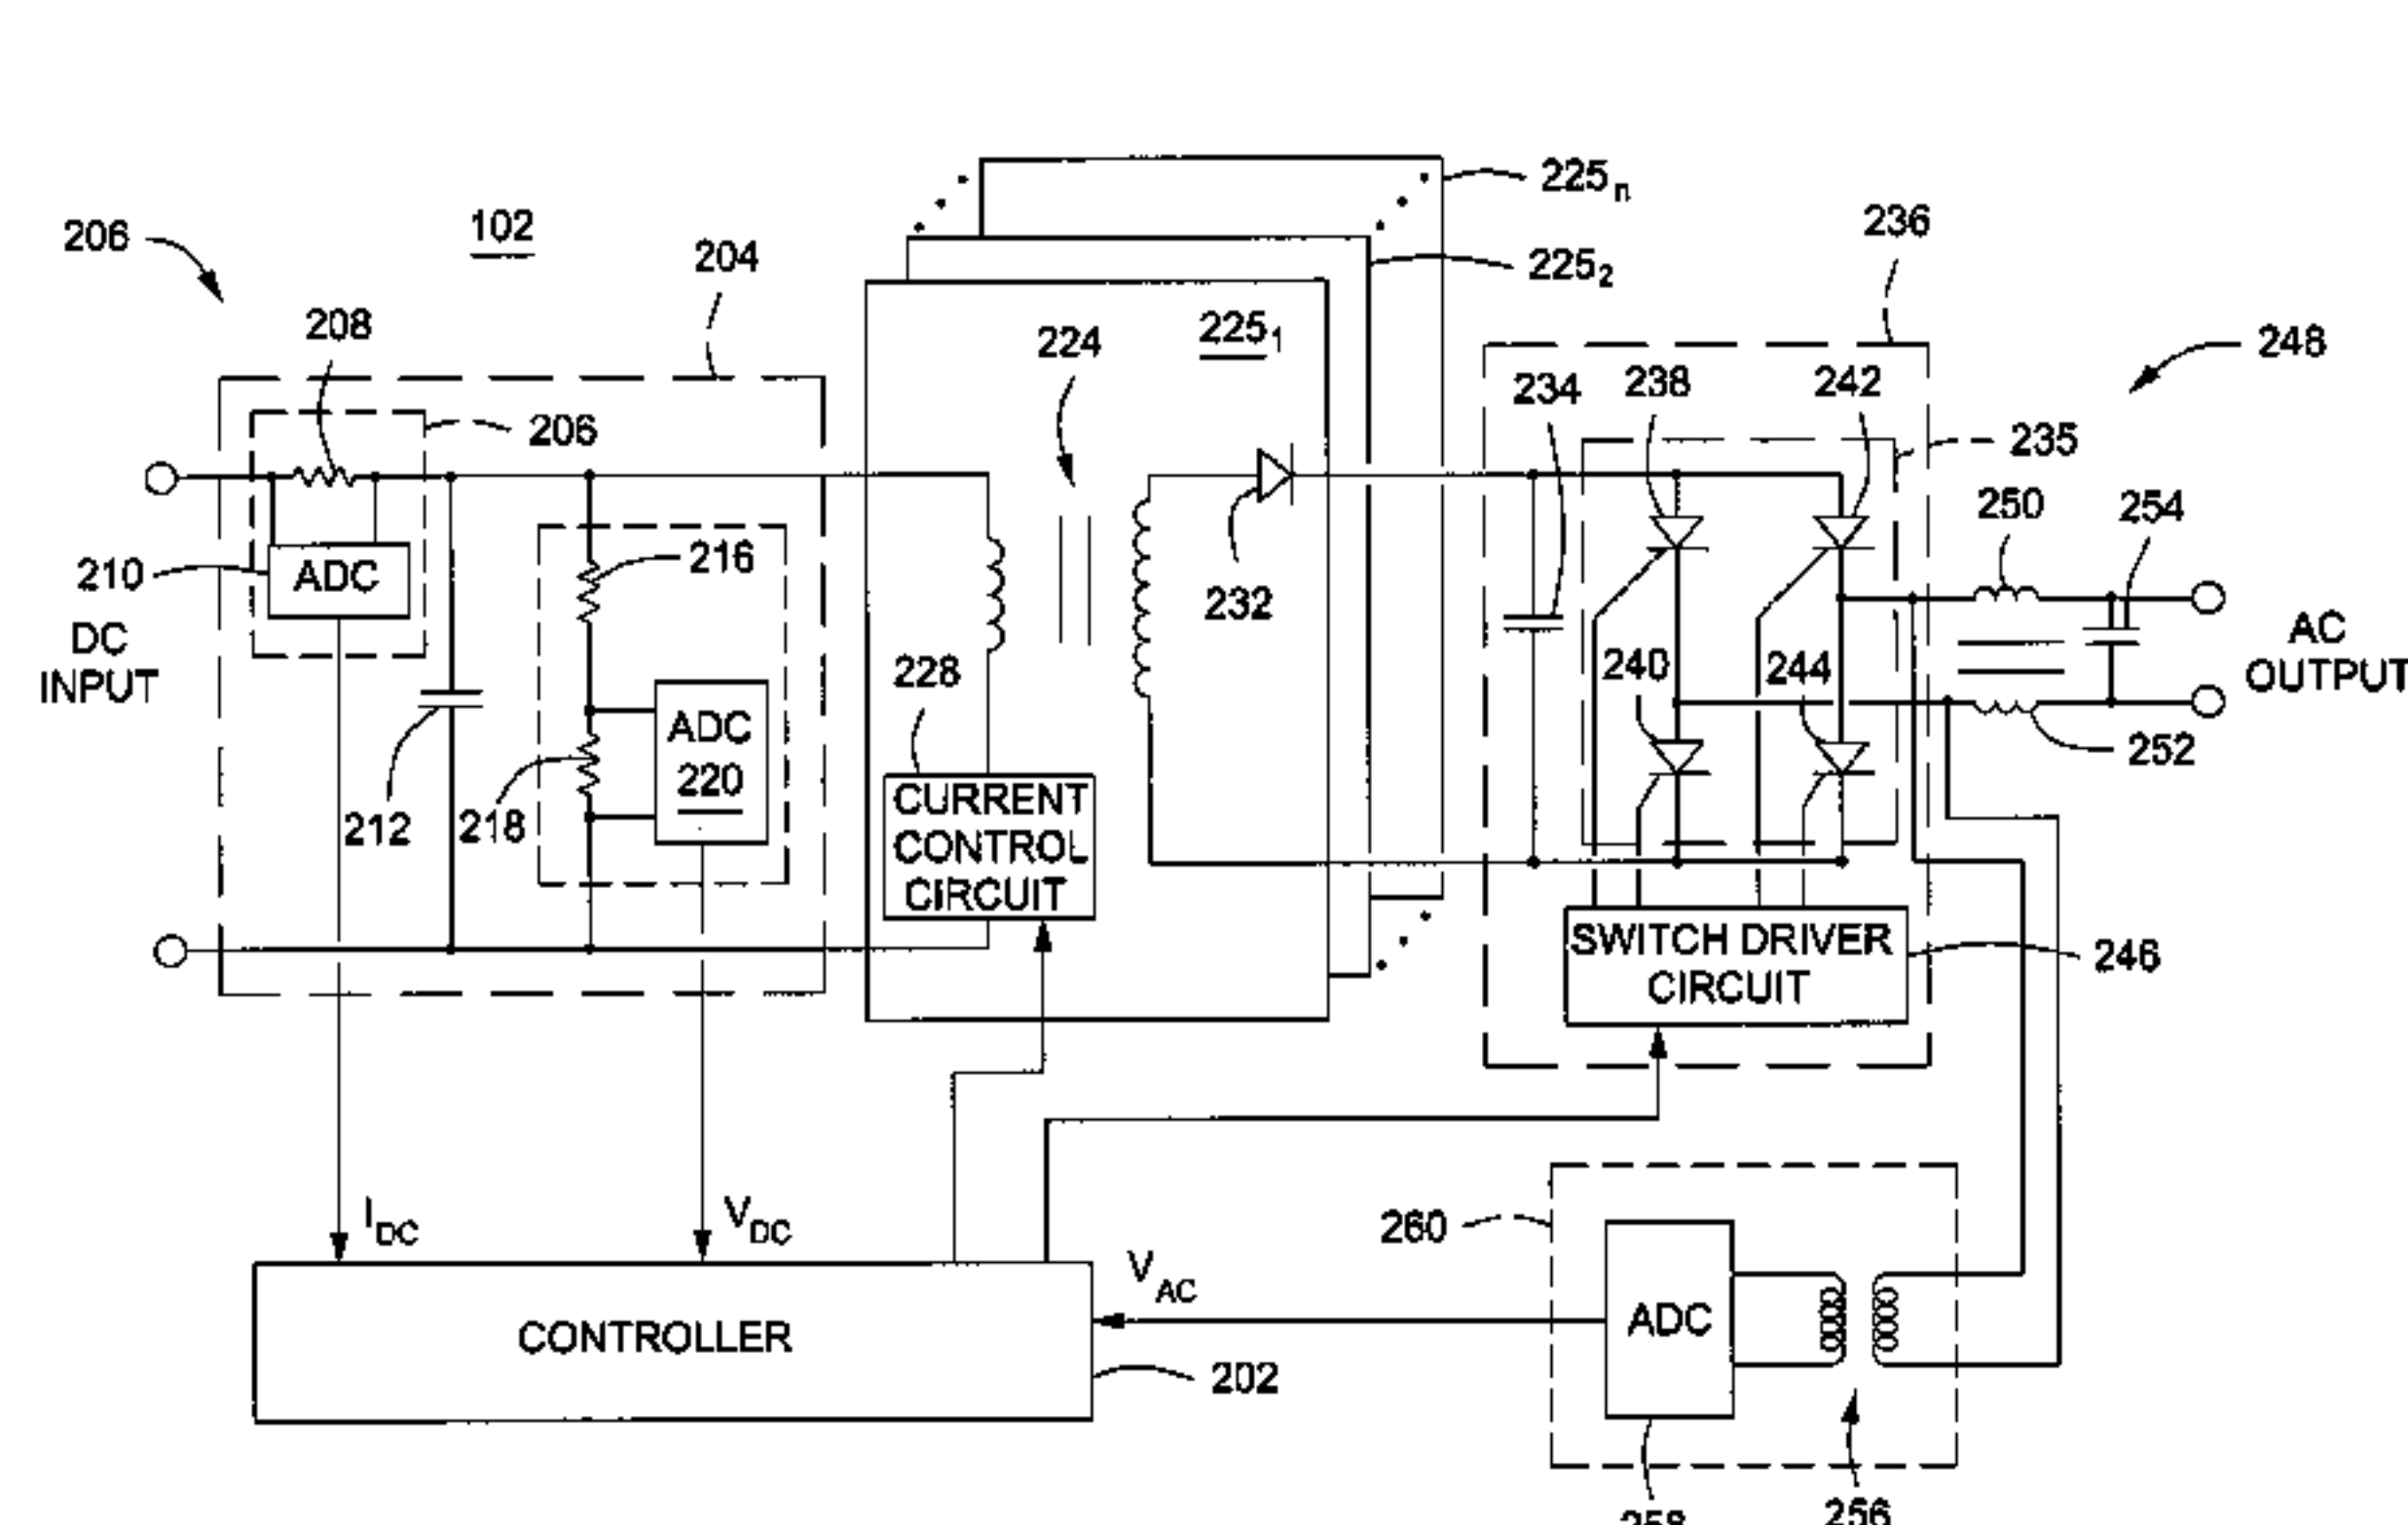 225n
206
102
236
204
2252
208
2251
224
248
234
238
242
206
235
250
254
216
232
210
ADC
DC
INPUT
AC
OUTPUT
228
240
244
ADC
220
252
212
218
CURRENT
CONTROL
CIRCUIT
SWITCH DRIVER
CIRCUIT
246
IDC
VDC
260
VAC
ADC
CONTROLLER
202
258
256